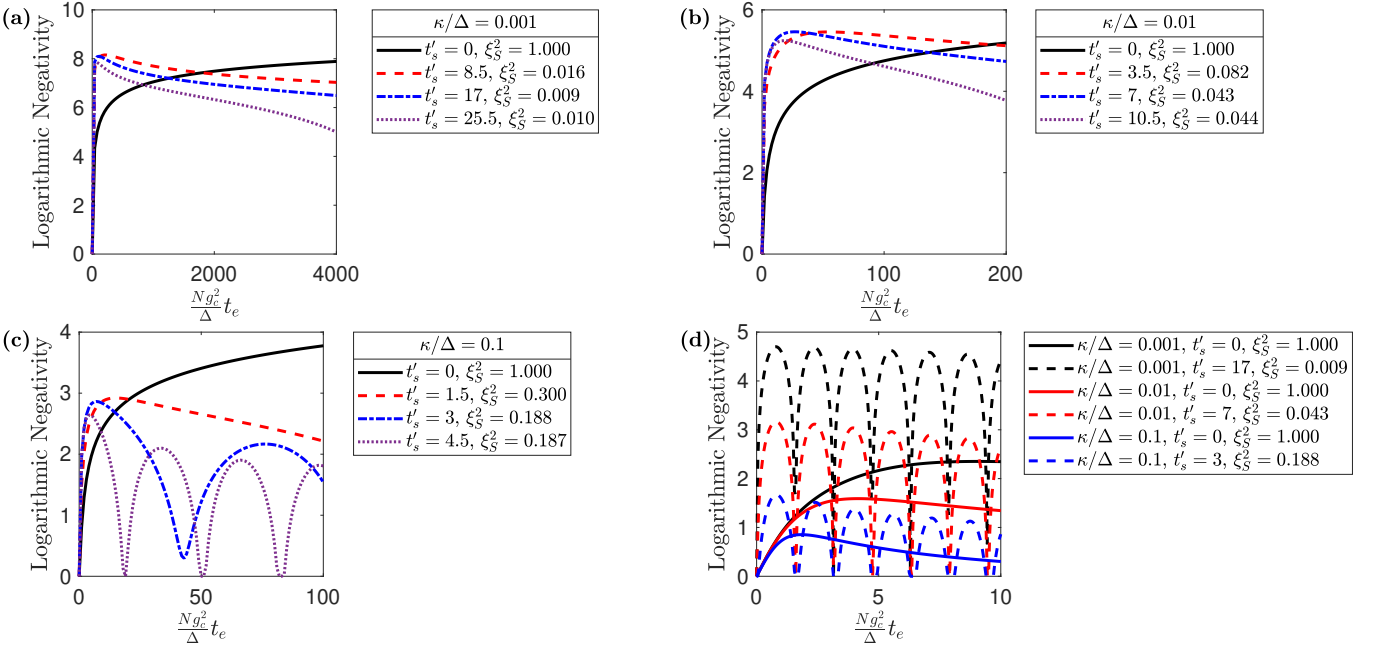 (a)
Logarithmic Negativity
10
8
6
4
2
0
0 2000 4000
Ng_c^2/Δ t_e
κ/Δ = 0.001
t′_s = 0, ξ_S^2 = 1.000
t′_s = 8.5, ξ_S^2 = 0.016
t′_s = 17, ξ_S^2 = 0.009
t′_s = 25.5, ξ_S^2 = 0.010
(b)
Logarithmic Negativity
6
4
2
0
0 100 200
Ng_c^2/Δ t_e
κ/Δ = 0.01
t′_s = 0, ξ_S^2 = 1.000
t′_s = 3.5, ξ_S^2 = 0.082
t′_s = 7, ξ_S^2 = 0.043
t′_s = 10.5, ξ_S^2 = 0.044
(c)
Logarithmic Negativity
4
3
2
1
0
0 50 100
Ng_c^2/Δ t_e
κ/Δ = 0.1
t′_s = 0, ξ_S^2 = 1.000
t′_s = 1.5, ξ_S^2 = 0.300
t′_s = 3, ξ_S^2 = 0.188
t′_s = 4.5, ξ_S^2 = 0.187
(d)
Logarithmic Negativity
5
4
3
2
1
0
0 5 10
Ng_c^2/Δ t_e
κ/Δ = 0.001, t′_s = 0, ξ_S^2 = 1.000
κ/Δ = 0.001, t′_s = 17, ξ_S^2 = 0.009
κ/Δ = 0.01, t′_s = 0, ξ_S^2 = 1.000
κ/Δ = 0.01, t′_s = 7, ξ_S^2 = 0.043
κ/Δ = 0.1, t′_s = 0, ξ_S^2 = 1.000
κ/Δ = 0.1, t′_s = 3, ξ_S^2 = 0.188